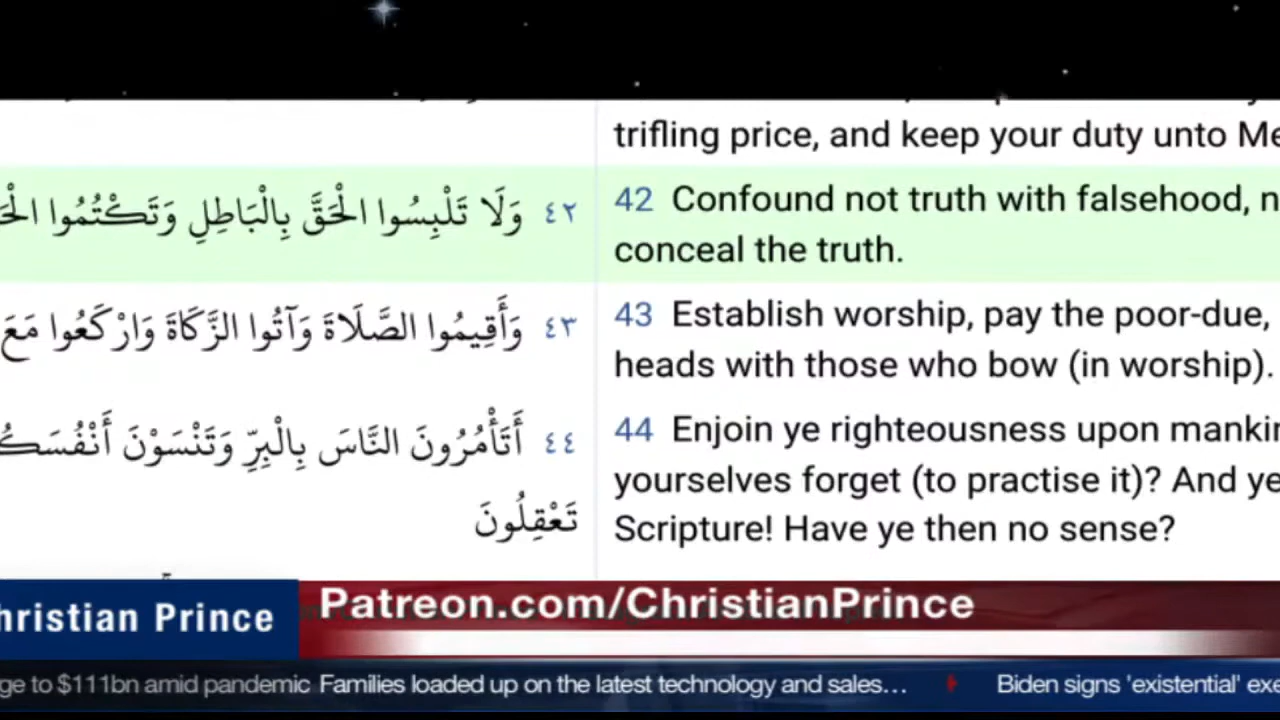 trifling price, and keep your duty unto Me
٤٢ وَلَا تَلْبِسُوا الْحَقَّ بِالْبَاطِلِ وَتَكْتُمُوا
42 Confound not truth with falsehood,
conceal the truth.
٤٣ وَأَقِيمُوا الصَّلَاةَ وَآتُوا الزَّكَاةَ وَارْكَعُوا مَعَ
43 Establish worship, pay the poor-due,
heads with those who bow (in worship).
٤٤ أَتَأْمُرُونَ النَّاسَ بِالْبِرِّ وَتَنْسَوْنَ
تَعْقِلُونَ
44 Enjoin ye righteousness upon
yourselves forget (to practise it)? And
Scripture! Have ye then no sense?
hristian Prince
Patreon.com/ChristianPrince
ge to $111bn amid pandemic Families loaded up on the latest technology and sales... Biden signs 'existential' exe